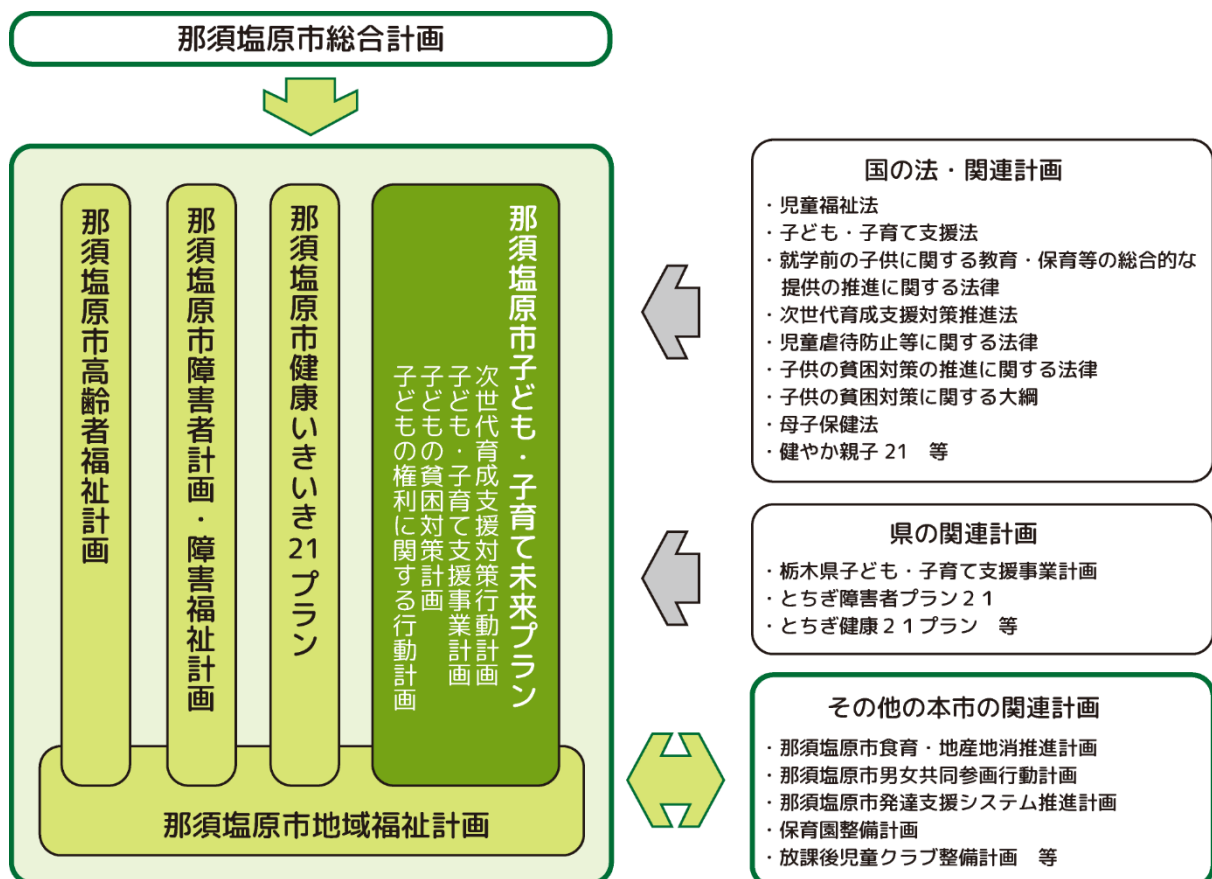 那須塩原市総合計画
那須塩原市高齢者福祉計画
那須塩原市障害者計画・障害福祉計画
那須塩原市健康いきいき21プラン
那須塩原市子ども・子育て未来プラン
次世代育成支援対策行動計画
子ども・子育て支援事業計画
子どもの貧困対策計画
子どもの権利に関する行動計画
那須塩原市地域福祉計画
国の法・関連計画
・児童福祉法
・子ども・子育て支援法
・就学前の子供に関する教育・保育等の総合的な
提供の推進に関する法律
・次世代育成支援対策推進法
・児童虐待防止等に関する法律
・子供の貧困対策の推進に関する法律
・子供の貧困対策に関する大綱
・母子保健法
・健やか親子 21　等
県の関連計画
・栃木県子ども・子育て支援事業計画
・とちぎ障害者プラン２１
・とちぎ健康２１プラン　等
その他の本市の関連計画
・那須塩原市食育・地産地消推進計画
・那須塩原市男女共同参画行動計画
・那須塩原市発達支援システム推進計画
・保育園整備計画
・放課後児童クラブ整備計画　等